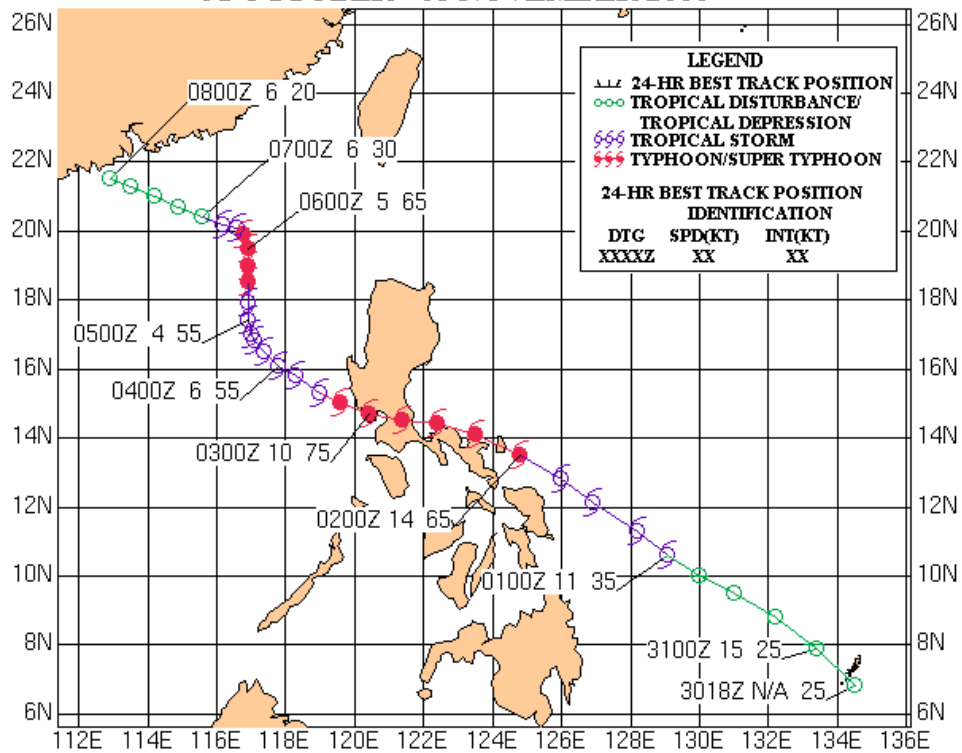 26N
26N
LEGEND
24-HR BEST TRACK POSITION
24N
0800Z 6 20
24N
TROPICAL DISTURBANCE/
TROPICAL DEPRESSION
TROPICAL STORM
22N
0700Z 6 30
TYPHOON/SUPER TYPHOON
22N
0600Z 5 65
24-HR BEST TRACK POSITION
IDENTIFICATION
20N
DTG SPD(KT) INT(KT)
20N
XXXXZ XX XX
18N
18N
0500Z 4 55
16N
16N
0400Z 6 55
14N
14N
0300Z 10 75
12N
0200Z 14 65
12N
10N
0100Z 11 35
10N
8N
3100Z 15 25
8N
3018Z N/A 25
6N
6N
112E 114E 116E 118E 120E 122E 124E 126E 128E 130E 132E 134E 136E